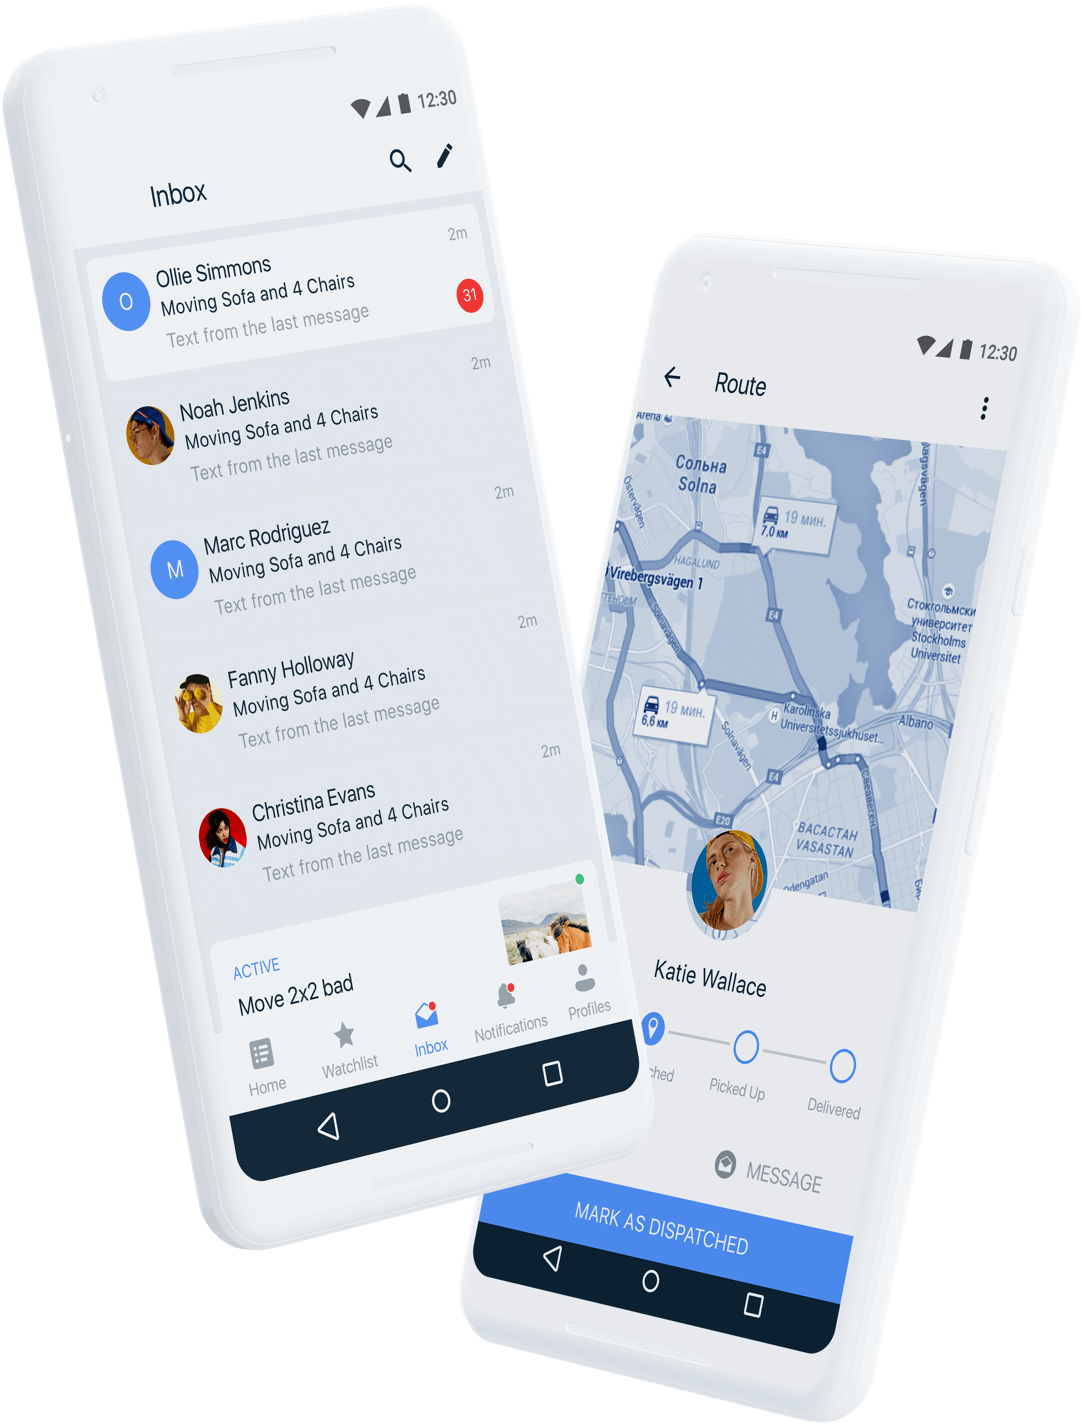 12:30
Inbox
2m
O
Ollie Simmons
Moving Sofa and 4 Chairs
31
Text from the last message
2m
Noah Jenkins
Moving Sofa and 4 Chairs
Text from the last message
2m
M
Marc Rodriguez
Moving Sofa and 4 Chairs
Text from the last message
2m
Fanny Holloway
Moving Sofa and 4 Chairs
Text from the last message
2m
Christina Evans
Moving Sofa and 4 Chairs
Text from the last message
ACTIVE
Move 2x2 bad
Home
Watchlist
Inbox
Notifications
Profiles
12:30
Route
Arena
E4
Сольна
Solna
Östervägen
19 мин.
7,0 км
HAGALUND
Virebergsvägen 1
TEHOLM
Solnavägen
E4
Стокгольмски
университет
Stockholms
Universitet
19 мин.
6,6 км
H
Karolinska
Universitetssjukhuset...
Albano
Solnavägen
E4
E20
Свеавеген
ВАСАСТАН
VASASTAN
odengatan
Katie Wallace
ched
Picked Up
Delivered
MESSAGE
MARK AS DISPATCHED